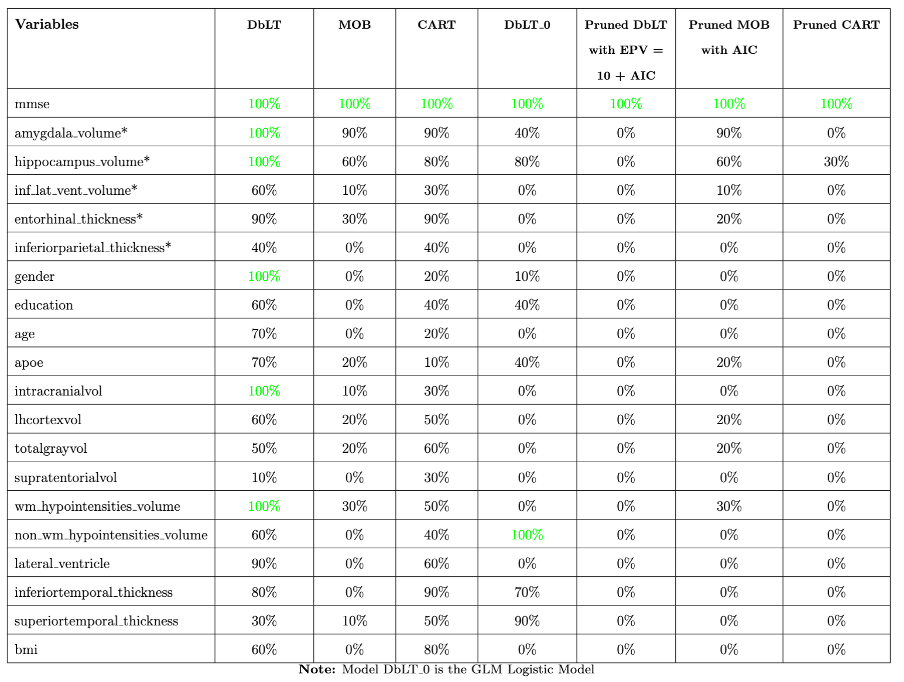 Variables DbLT MOB CART DbLT_0 Pruned DbLT Pruned MOB Pruned CART
with EPV = with AIC
10 + AIC
mmse 100% 100% 100% 100% 100% 100% 100%
amygdala_volume* 100% 90% 90% 40% 0% 90% 0%
hippocampus_volume* 100% 60% 80% 80% 0% 60% 30%
inf_lat_vent_volume* 60% 10% 30% 0% 0% 10% 0%
entorhinal_thickness* 90% 30% 90% 0% 0% 20% 0%
inferiorparietal_thickness* 40% 0% 40% 0% 0% 0% 0%
gender 100% 0% 20% 10% 0% 0% 0%
education 60% 0% 40% 40% 0% 0% 0%
age 70% 0% 20% 0% 0% 0% 0%
apoe 70% 20% 10% 40% 0% 20% 0%
intracranialvol 100% 10% 30% 0% 0% 0% 0%
lhcortexvol 60% 20% 50% 0% 0% 20% 0%
totalgrayvol 50% 20% 60% 0% 0% 20% 0%
supratentorialvol 10% 0% 30% 0% 0% 0% 0%
wm_hypointensities_volume 100% 30% 50% 0% 0% 30% 0%
non_wm_hypointensities_volume 60% 0% 40% 100% 0% 0% 0%
lateral_ventricle 90% 0% 60% 0% 0% 0% 0%
inferiortemporal_thickness 80% 0% 90% 70% 0% 0% 0%
superiortemporal_thickness 30% 10% 50% 90% 0% 0% 0%
bmi 60% 0% 80% 0% 0% 0% 0%
Note: Model DbLT_0 is the GLM Logistic Model